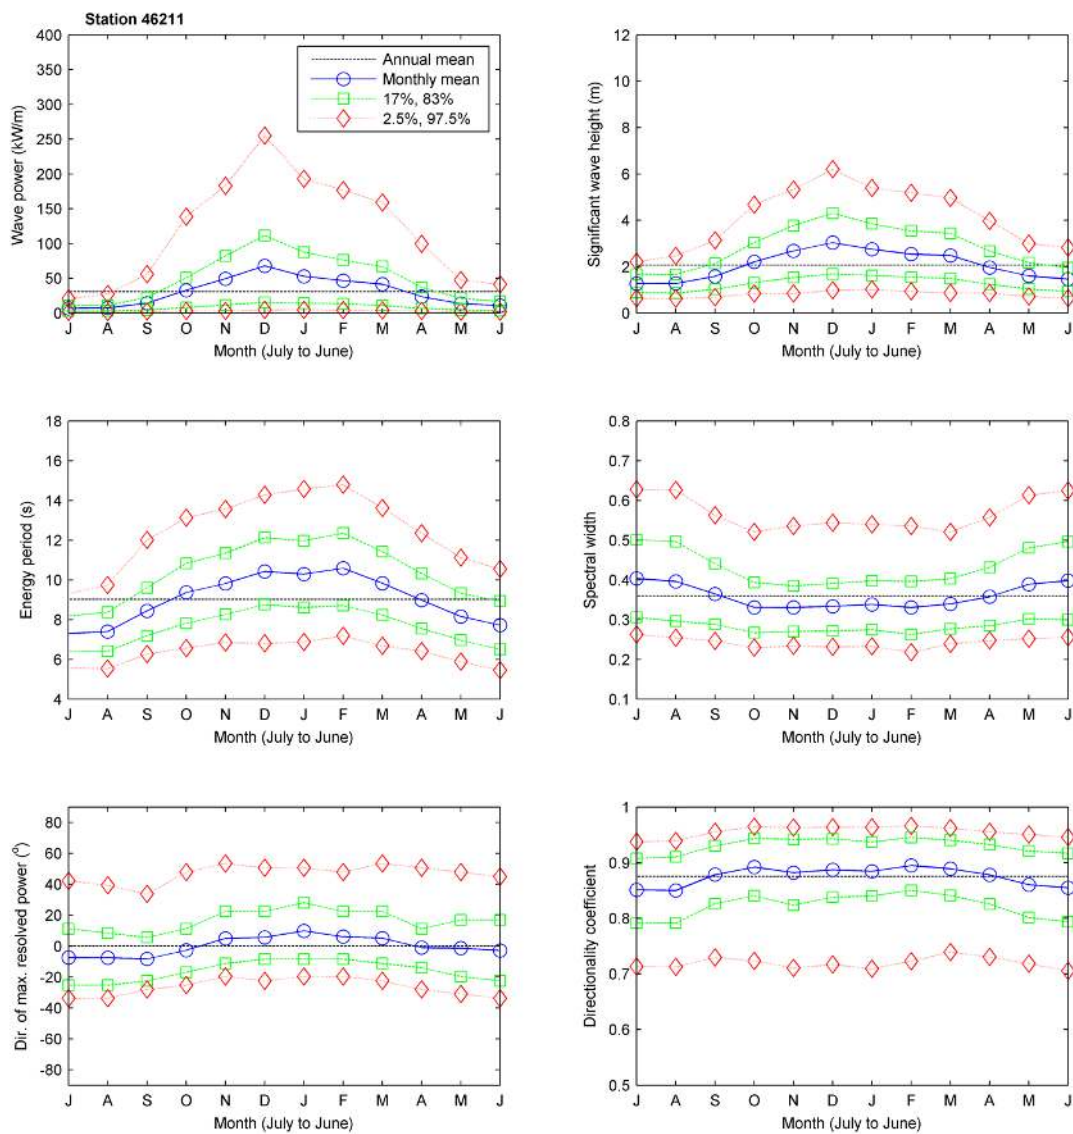 Station 46211
400
350
300
250
200
150
100
50
0
Wave power (kW/m)
Annual mean
Monthly mean
17%, 83%
2.5%, 97.5%
J A S O N D J F M A M J
Month (July to June)
12
10
8
6
4
2
0
Significant wave height (m)
J A S O N D J F M A M J
Month (July to June)
18
16
14
12
10
8
6
4
Energy period (s)
J A S O N D J F M A M J
Month (July to June)
0.8
0.7
0.6
0.5
0.4
0.3
0.2
0.1
Spectral width
J A S O N D J F M A M J
Month (July to June)
80
60
40
20
0
-20
-40
-60
-80
Dir. of max. resolved power (°)
J A S O N D J F M A M J
Month (July to June)
1
0.9
0.8
0.7
0.6
0.5
Directionality coefficient
J A S O N D J F M A M J
Month (July to June)